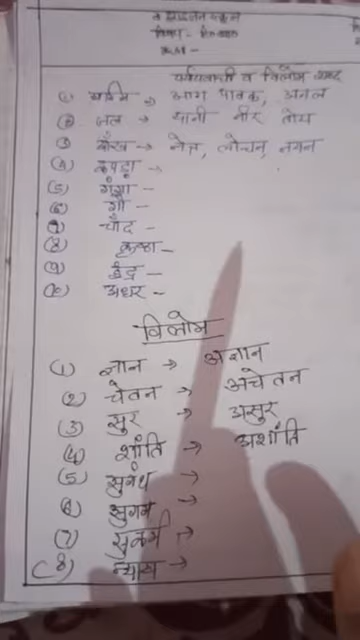 विषय - हिन्दी
कक्षा -
पर्यायवाची व विलोम शब्द
(1) अग्नि → आग पावक, अनल
(2) जल → पानी नीर तोय
(3) आँख → नेत्र, लोचन, नयन
(4) कपड़ा →
(5) गंगा -
(6) गौ -
(7) चाँद -
(8) कृष्ण -
(9) इंद्र -
(10) अधर -
विलोम
(1) ज्ञान → अज्ञान
(2) चेतन → अचेतन
(3) सुर → असुर
(4) शांति → अशांति
(5) सुगंध →
(6) सुगम →
(7) सुकर्म →
(8) न्याय →